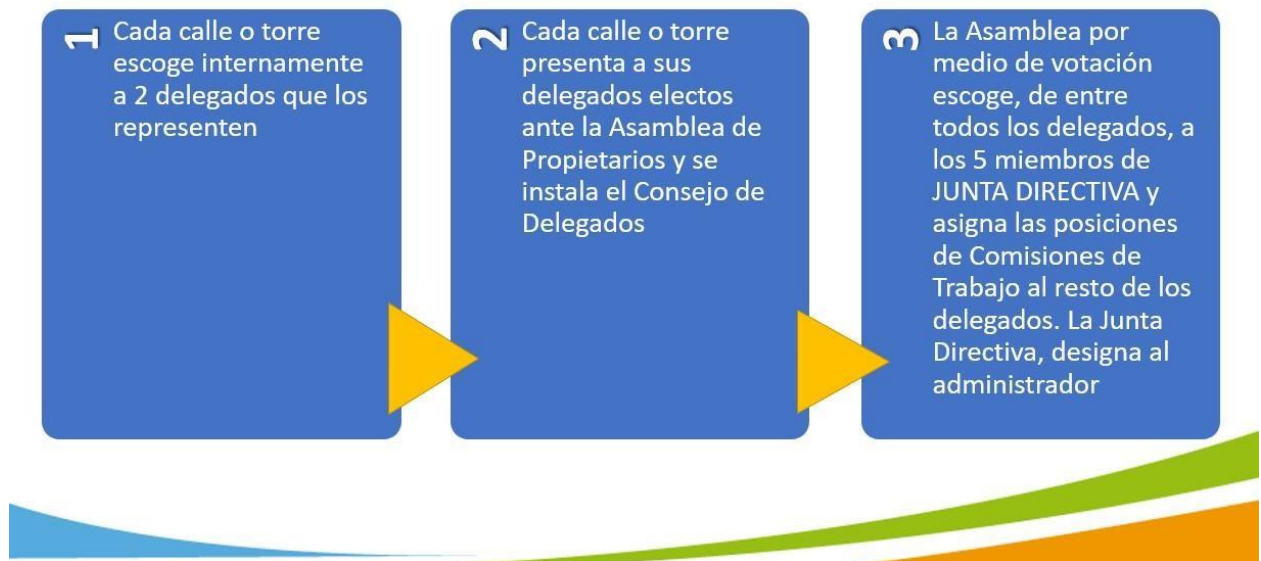 1
Cada calle o torre
escoge internamente
a 2 delegados que los
representen
2
Cada calle o torre
presenta a sus
delegados electos
ante la Asamblea de
Propietarios y se
instala el Consejo de
Delegados
3
La Asamblea por
medio de votación
escoge, de entre
todos los delegados, a
los 5 miembros de
JUNTA DIRECTIVA y
asigna las posiciones
de Comisiones de
Trabajo al resto de los
delegados. La Junta
Directiva, designa al
administrador